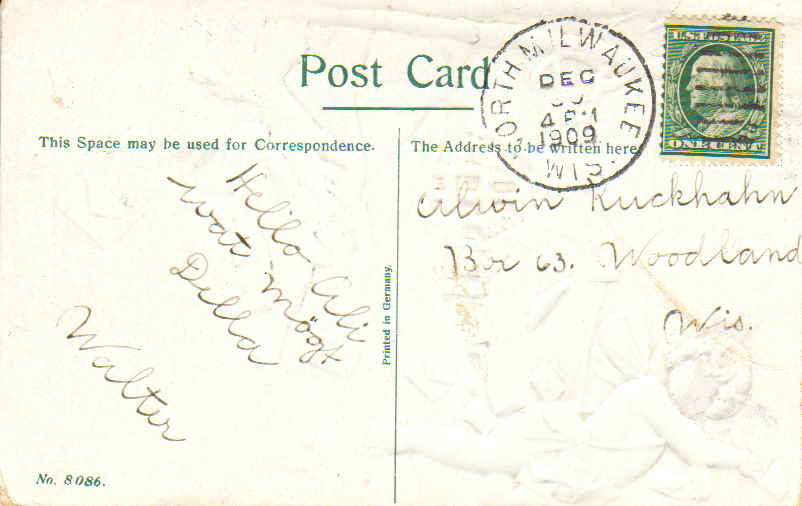 Post Card
NORTH MILWAUKEE
DEC
4 P.1
1909
WIS.
U.S. POSTAGE
ONE CENT
This Space may be used for Correspondence.
The Address to be written here
Hello Ali
wat mögt
Della
Walter
Printed in Germany.
Alwin Kuckhahn
Box 63. Woodland
Wis.
No. 8086.